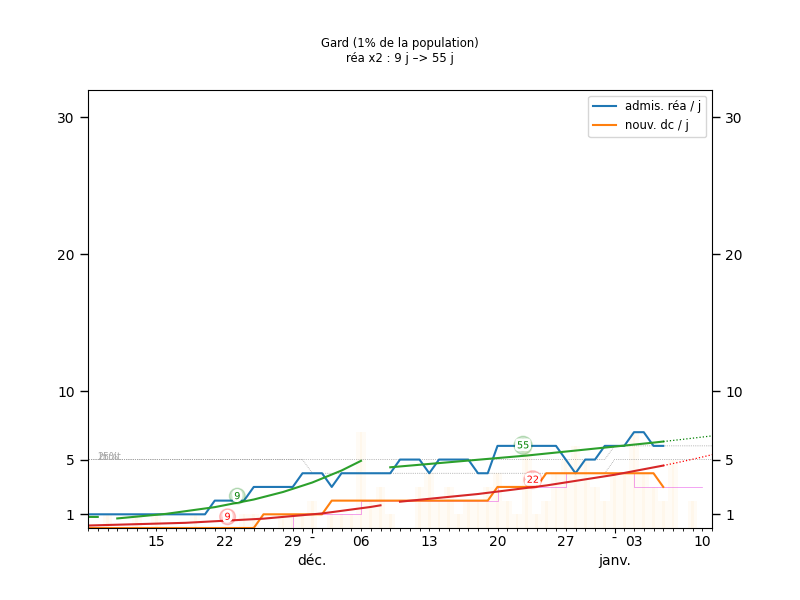 Gard (1% de la population)
réa x2 : 9 j –> 55 j
admis. réa / j
nouv. dc / j
30 30
20 20
10 10
5 5
1 1
55
22
9
9
15 22 29 - 06 13 20 27 - 03 10
déc. janv.